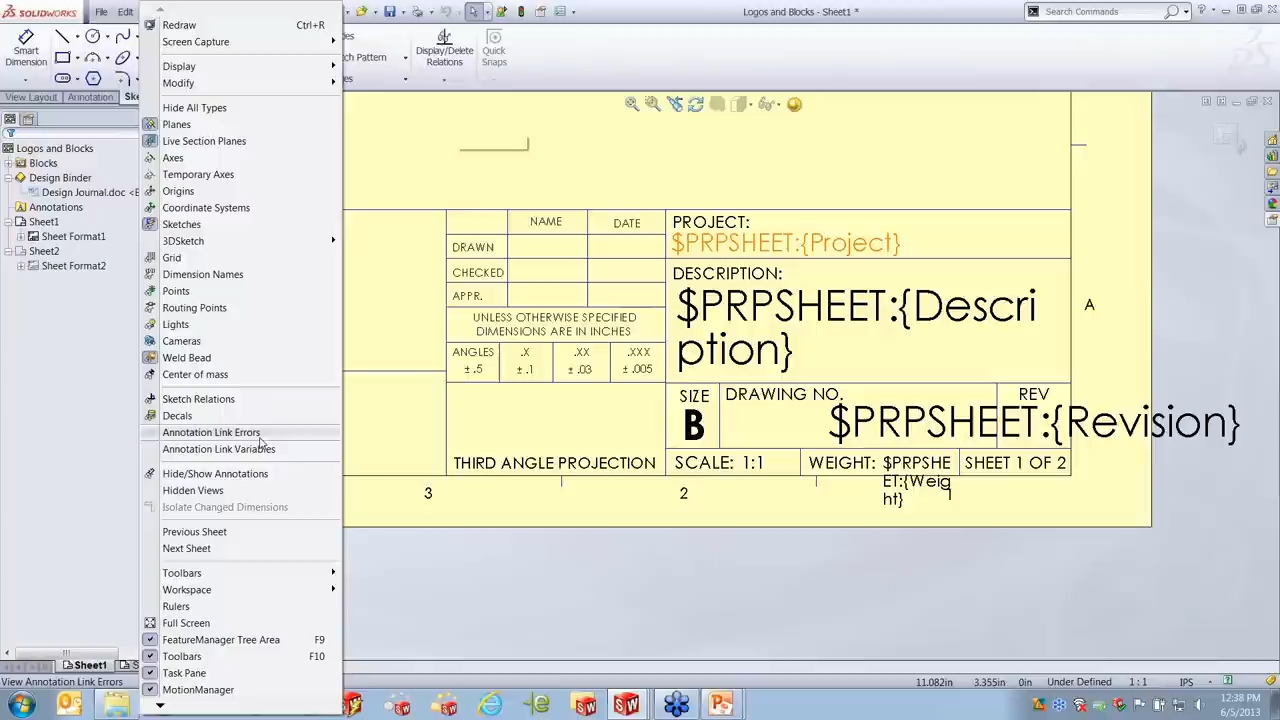 SOLIDWORKS
File
Edit
Logos and Blocks - Sheet1 *
Search Commands
Smart
Dimension
Display/Delete
Relations
Quick
Snaps
View Layout
Annotation
Logos and Blocks
Blocks
Design Binder
Design Journal.doc
Annotations
Sheet1
Sheet Format1
Sheet2
Sheet Format2
Redraw Ctrl+R
Screen Capture
Display
Modify
Hide All Types
Planes
Live Section Planes
Axes
Temporary Axes
Origins
Coordinate Systems
Sketches
3DSketch
Grid
Dimension Names
Points
Routing Points
Lights
Cameras
Weld Bead
Center of mass
Sketch Relations
Decals
Annotation Link Errors
Annotation Link Variables
Hide/Show Annotations
Hidden Views
Isolate Changed Dimensions
Previous Sheet
Next Sheet
Toolbars
Workspace
Rulers
Full Screen
FeatureManager Tree Area F9
Toolbars F10
Task Pane
MotionManager
NAME DATE
DRAWN
CHECKED
APPR.
UNLESS OTHERWISE SPECIFIED
DIMENSIONS ARE IN INCHES
ANGLES .X .XX .XXX
± .5 ± .1 ± .03 ± .005
THIRD ANGLE PROJECTION
PROJECT:
$PRPSHEET:{Project}
DESCRIPTION:
$PRPSHEET:{Descri
ption}
SIZE
B
DRAWING NO.
REV
$PRPSHEET:{Revision}
SCALE: 1:1
WEIGHT:
$PRPSHE
ET:{Weig
ht}
SHEET 1 OF 2
A
3 2 1
Sheet1
View Annotation Link Errors
11.082in 3.355in 0in Under Defined 1 : 1 IPS
12:38 PM
6/5/2013